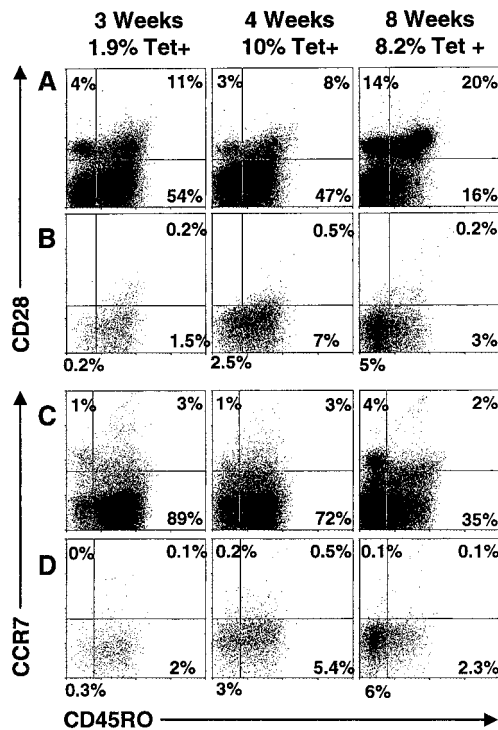 3 Weeks 4 Weeks 8 Weeks
1.9% Tet+ 10% Tet+ 8.2% Tet +
A
4% 11% 3% 8% 14% 20%
54% 47% 16%
B
0.2% 0.5% 0.2%
1.5% 7% 3%
0.2% 2.5% 5%
CD28
C
1% 3% 1% 3% 4% 2%
89% 72% 35%
D
0% 0.1% 0.2% 0.5% 0.1% 0.1%
2% 5.4% 2.3%
0.3% 3% 6%
CCR7
CD45RO